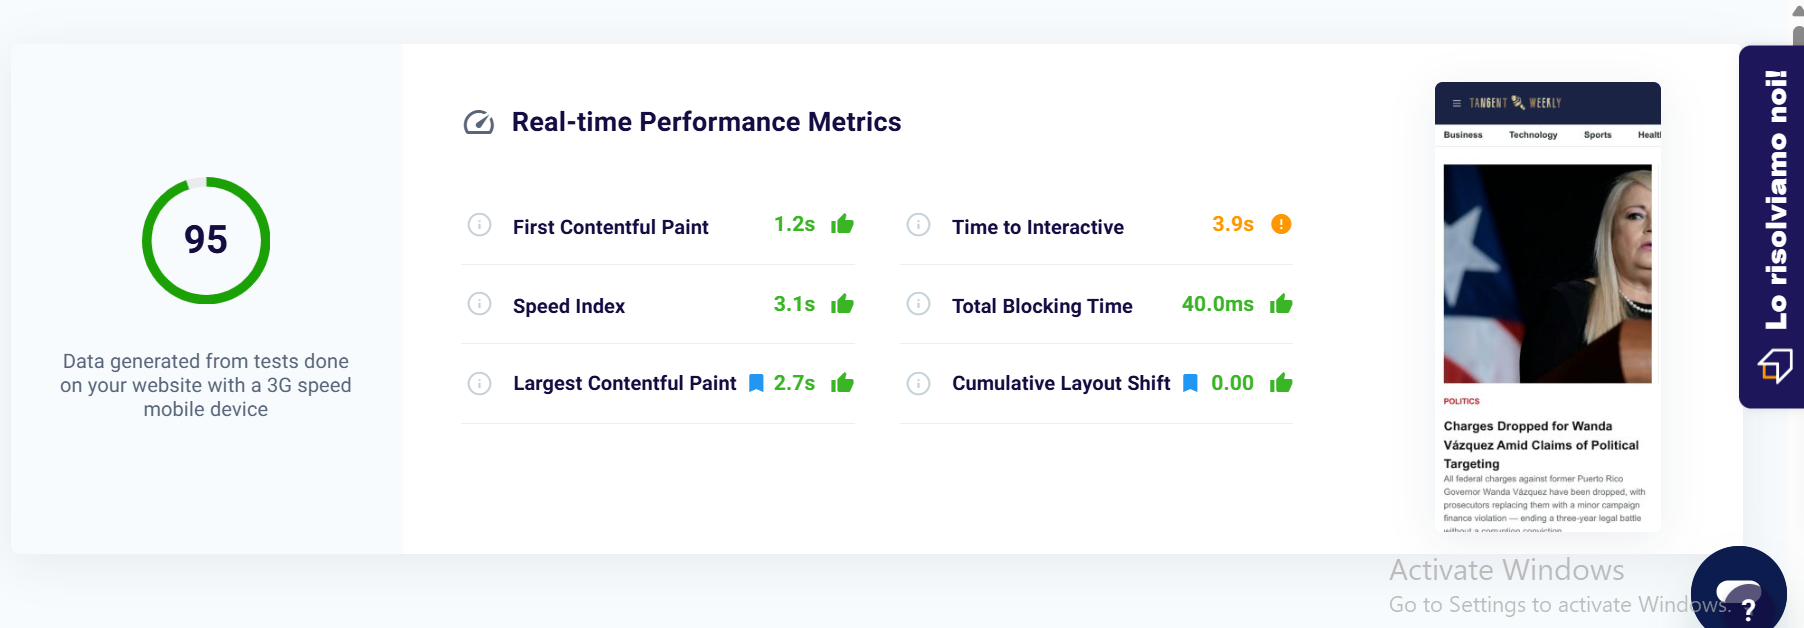 95
Data generated from tests done
on your website with a 3G speed
mobile device
Real-time Performance Metrics
First Contentful Paint 1.2s
Time to Interactive 3.9s
Speed Index 3.1s
Total Blocking Time 40.0ms
Largest Contentful Paint 2.7s
Cumulative Layout Shift 0.00
TANGENT WEEKLY
Business Technology Sports Healt
POLITICS
Charges Dropped for Wanda
Vázquez Amid Claims of Political
Targeting
All federal charges against former Puerto Rico
Governor Wanda Vázquez have been dropped, with
prosecutors replacing them with a minor campaign
finance violation — ending a three-year legal battle
without a corruption conviction
Lo risolviamo noi!
Activate Windows
Go to Settings to activate Windows.
?